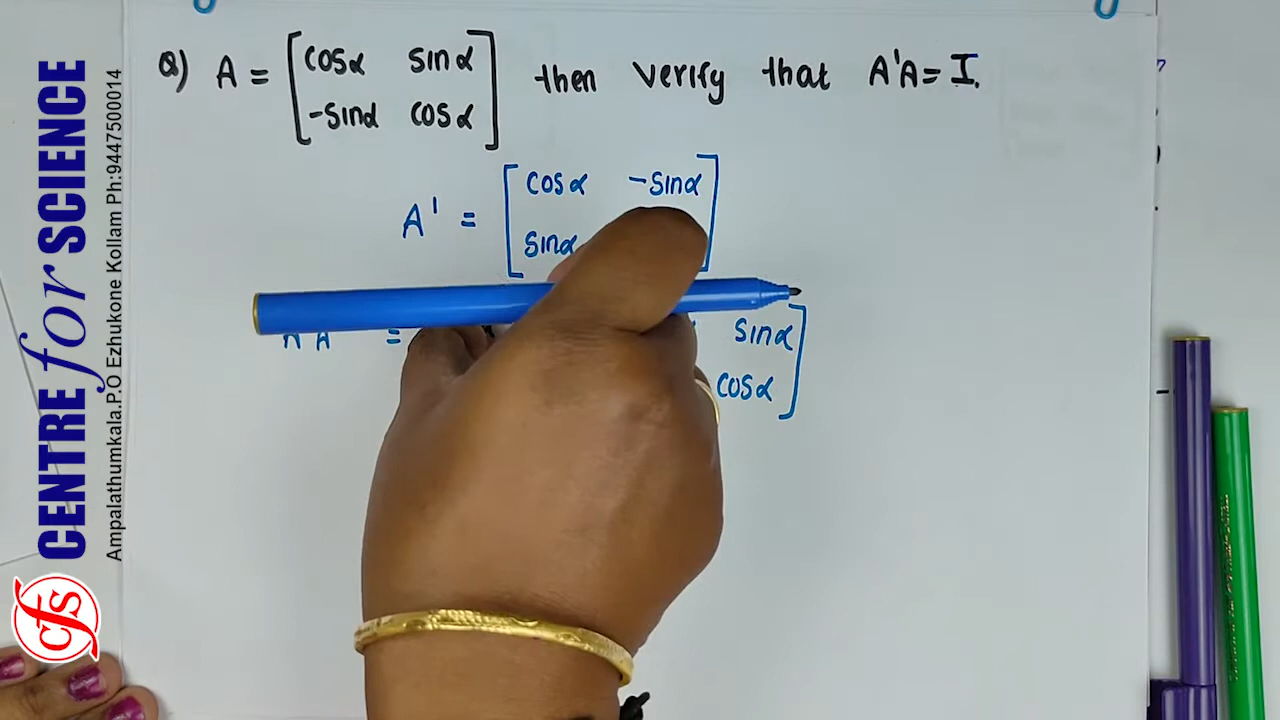 Q) A = [cosα sinα
-sinα cosα] then verify that A'A = I.
A' = [cosα -sinα
sinα ]
A A = sinα]
cosα]
CENTRE for SCIENCE
Ampalathumkala.P.O Ezhukone Kollam Ph:9447500014
cfs